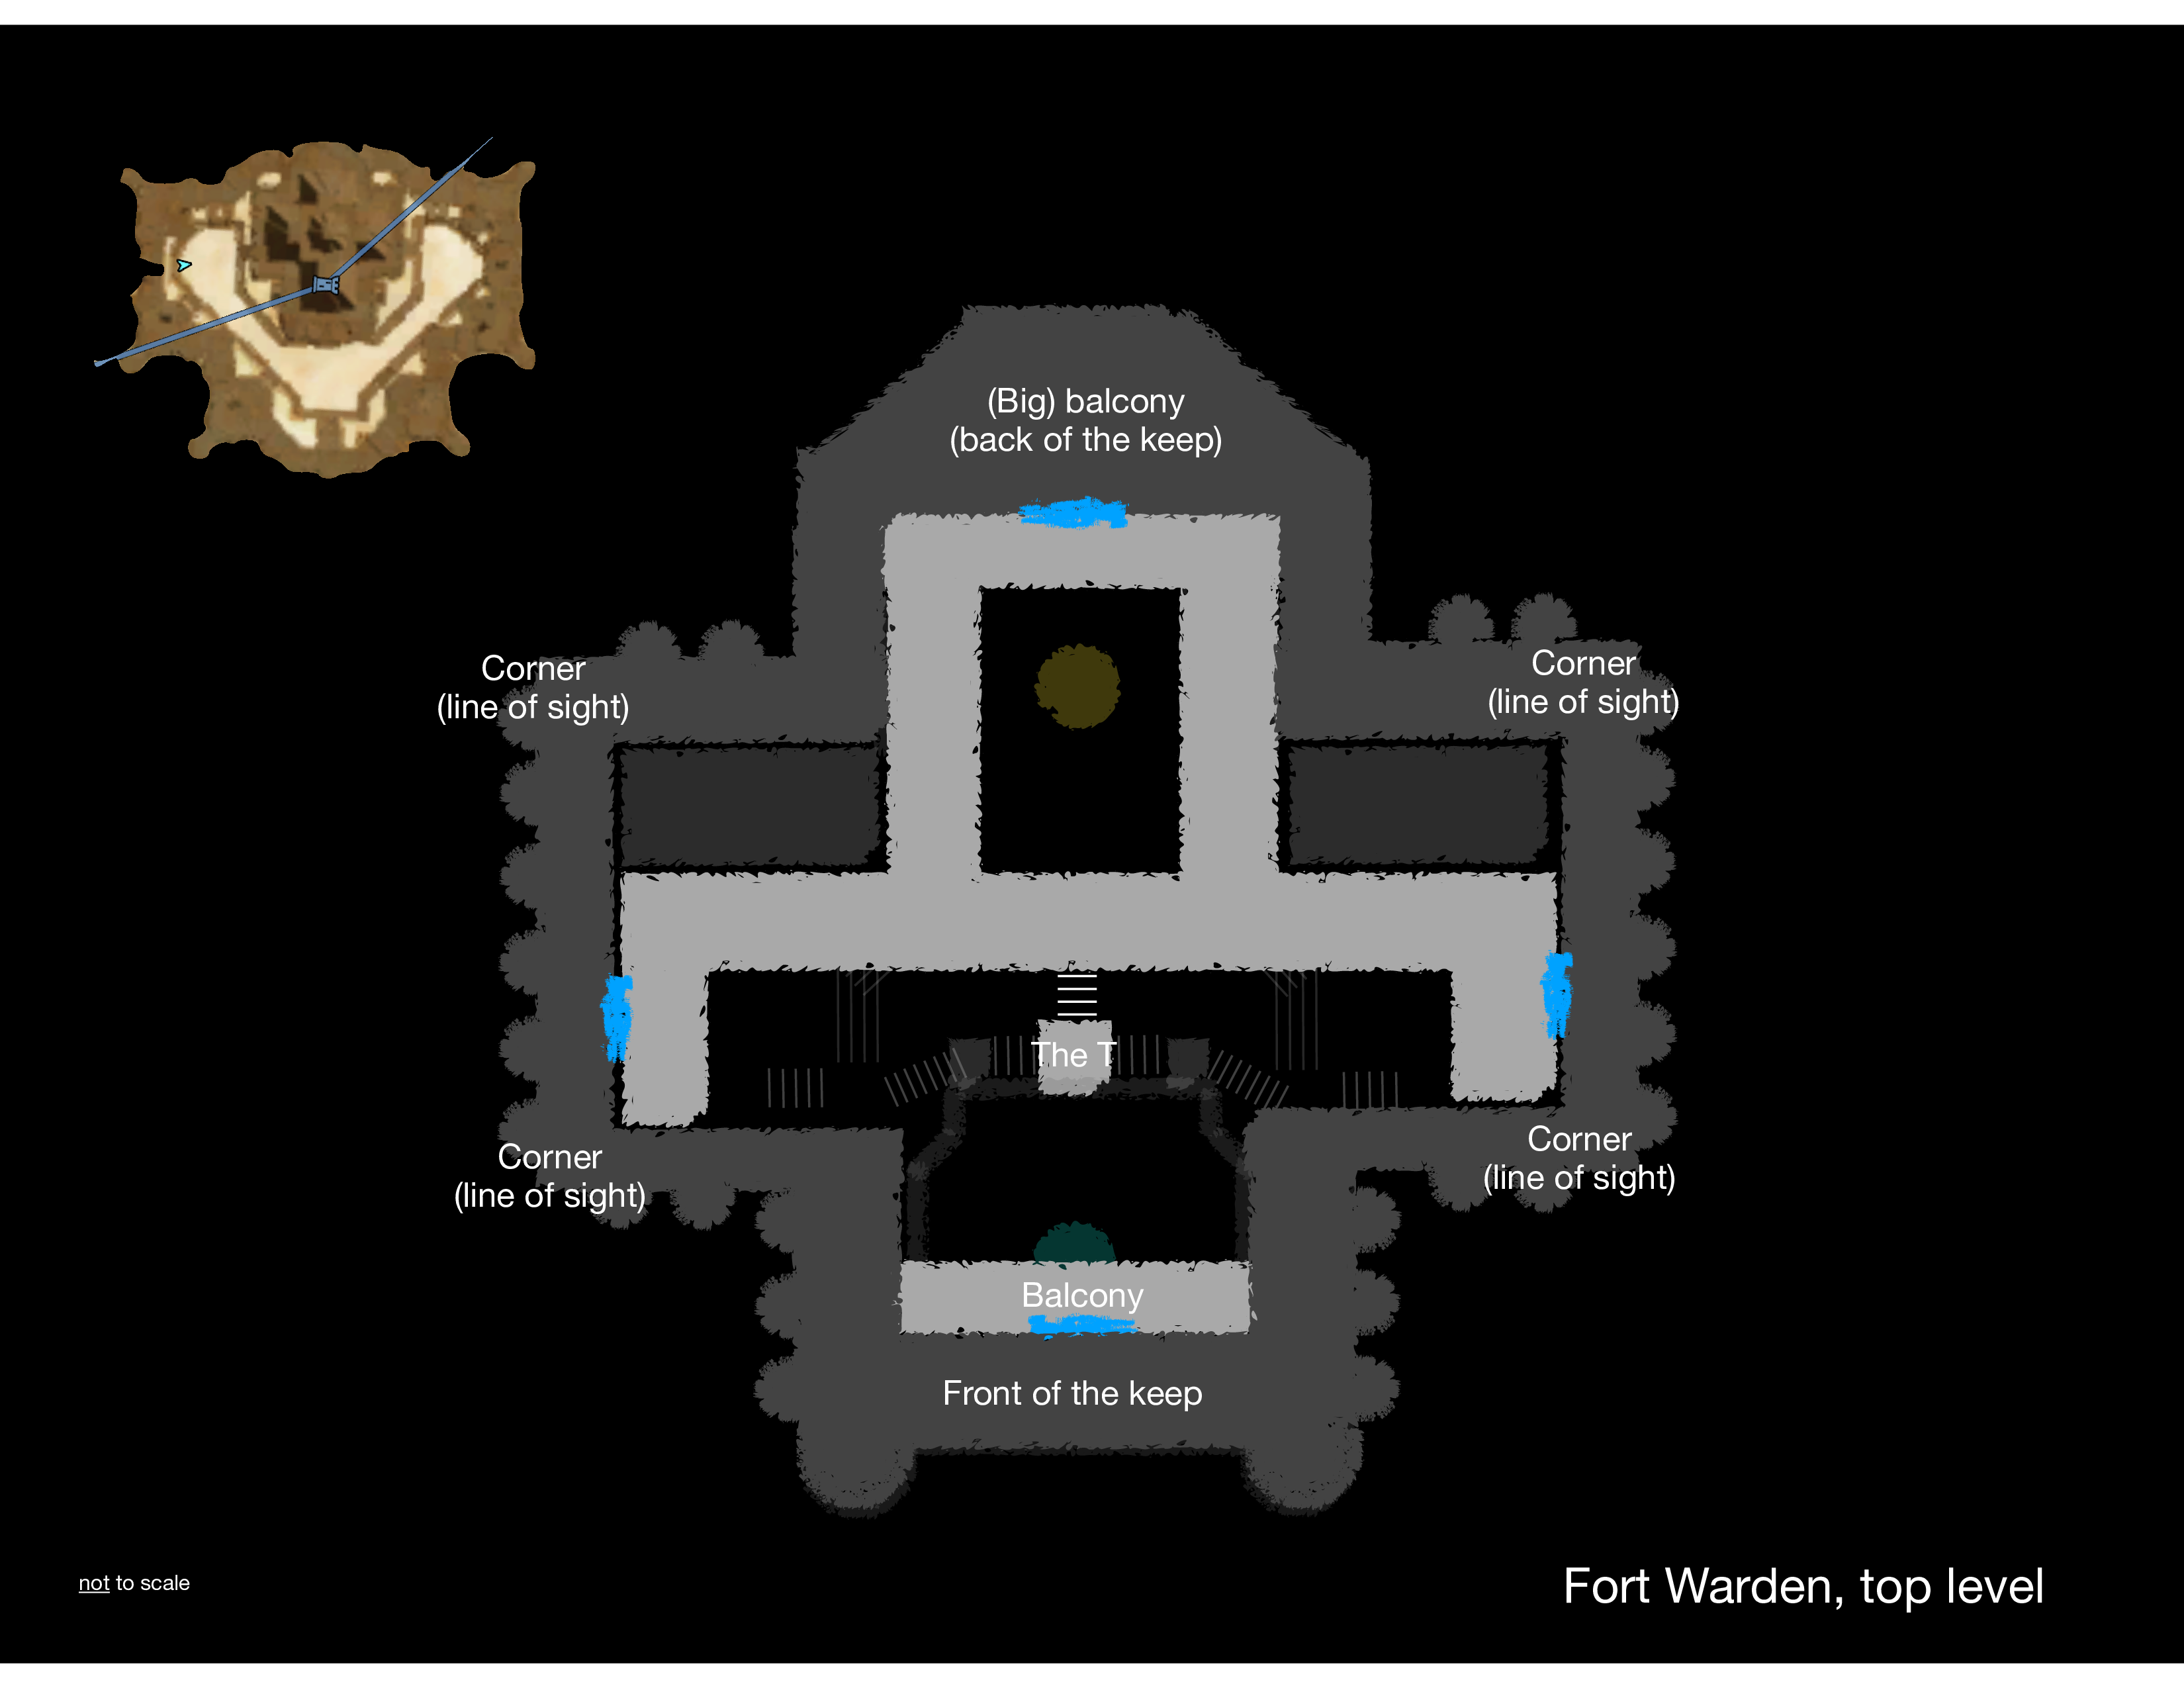 (Big) balcony
(back of the keep)
Corner
(line of sight)
Corner
(line of sight)
The T
Corner
(line of sight)
Corner
(line of sight)
Balcony
Front of the keep
not to scale
Fort Warden, top level